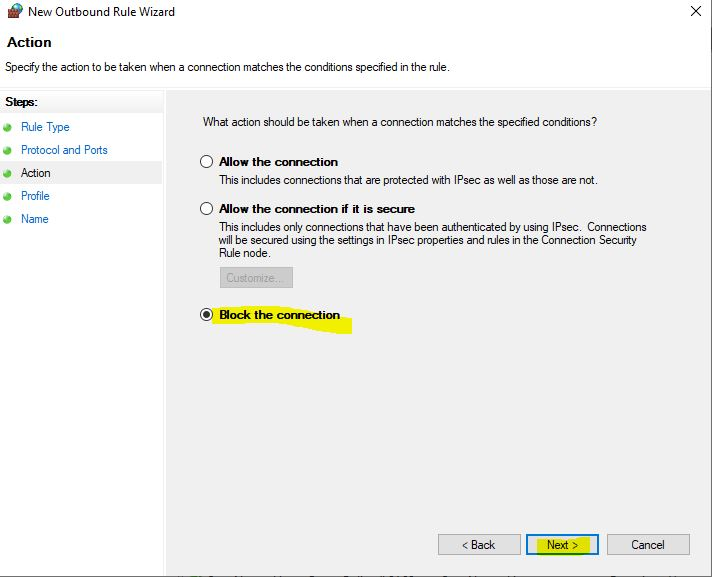 New Outbound Rule Wizard
Action
Specify the action to be taken when a connection matches the conditions specified in the rule.
Steps:
Rule Type
Protocol and Ports
Action
Profile
Name
What action should be taken when a connection matches the specified conditions?
Allow the connection
This includes connections that are protected with IPsec as well as those are not.
Allow the connection if it is secure
This includes only connections that have been authenticated by using IPsec. Connections
will be secured using the settings in IPsec properties and rules in the Connection Security
Rule node.
Customize...
Block the connection
< Back
Next >
Cancel